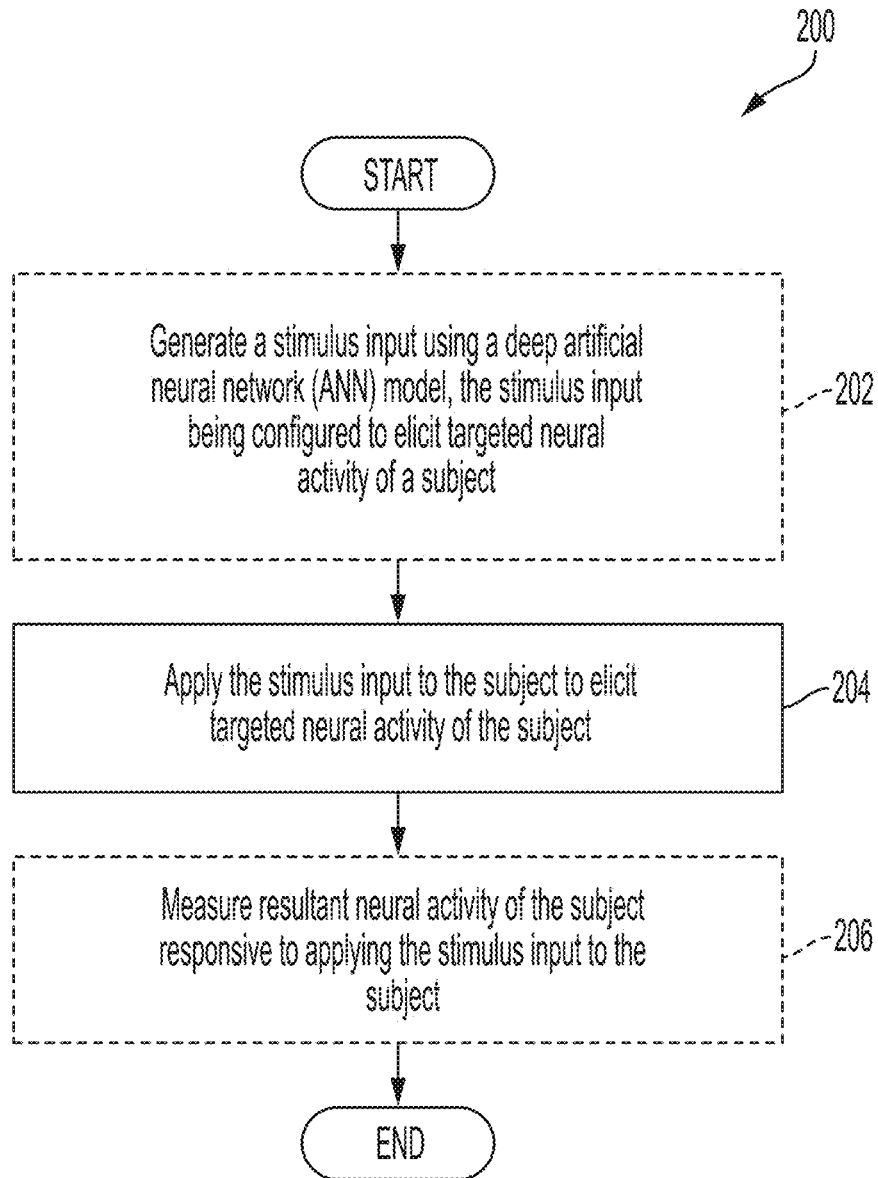 200
START
Generate a stimulus input using a deep artificial
neural network (ANN) model, the stimulus input
being configured to elicit targeted neural
activity of a subject
202
Apply the stimulus input to the subject to elicit
targeted neural activity of the subject
204
Measure resultant neural activity of the subject
responsive to applying the stimulus input to the
subject
206
END